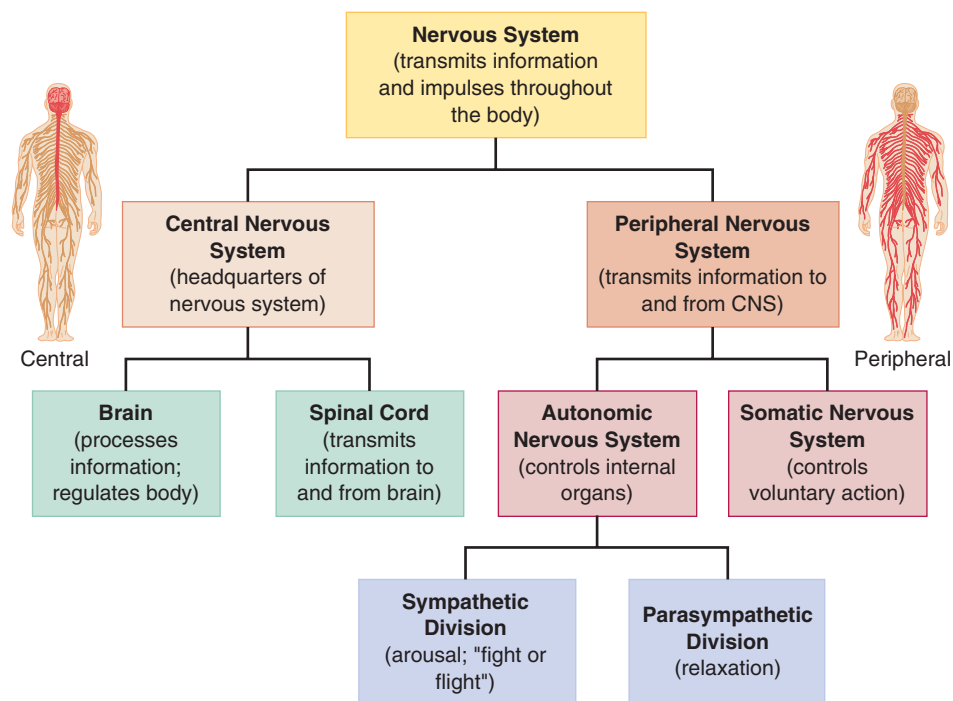 Nervous System
(transmits information
and impulses throughout
the body)
Central Nervous
System
(headquarters of
nervous system)
Peripheral Nervous
System
(transmits information to
and from CNS)
Central
Peripheral
Brain
(processes
information;
regulates body)
Spinal Cord
(transmits
information to
and from brain)
Autonomic
Nervous System
(controls internal
organs)
Somatic Nervous
System
(controls
voluntary action)
Sympathetic
Division
(arousal; "fight or
flight")
Parasympathetic
Division
(relaxation)